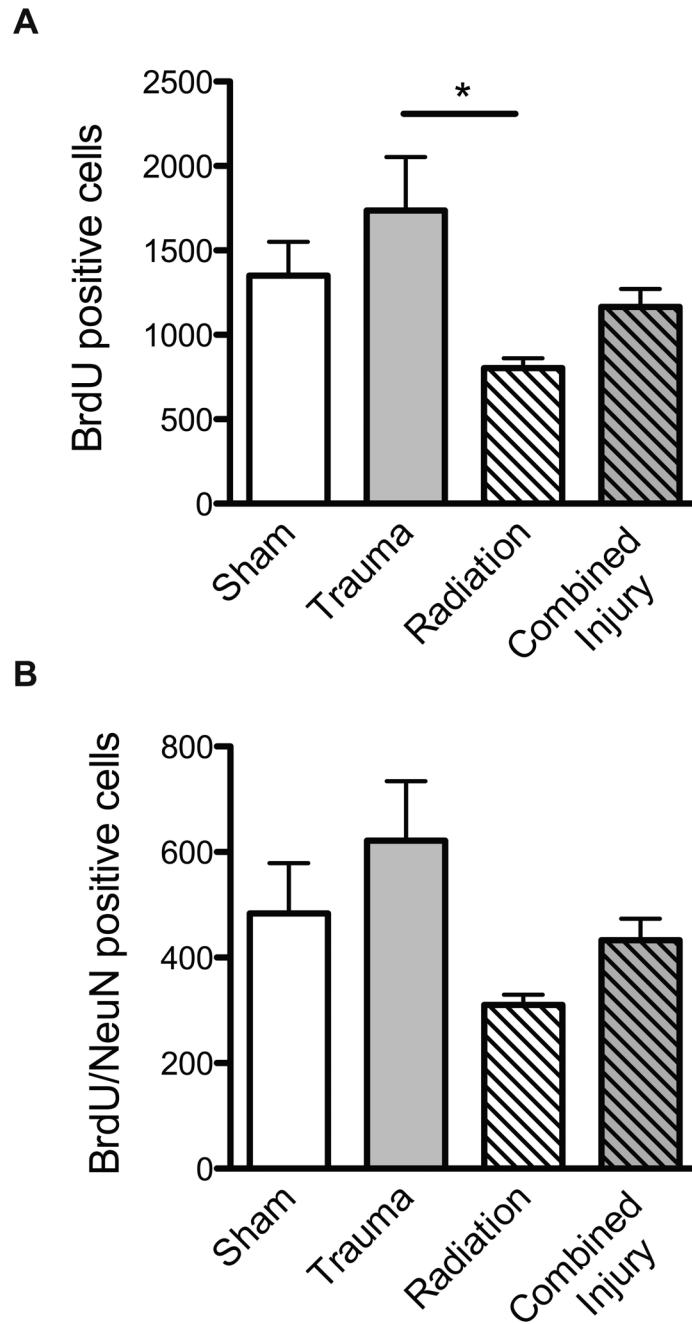 A
BrdU positive cells
2500
2000
1500
1000
500
0
*
Sham
Trauma
Radiation
Combined
Injury
B
BrdU/NeuN positive cells
800
600
400
200
0
Sham
Trauma
Radiation
Combined
Injury